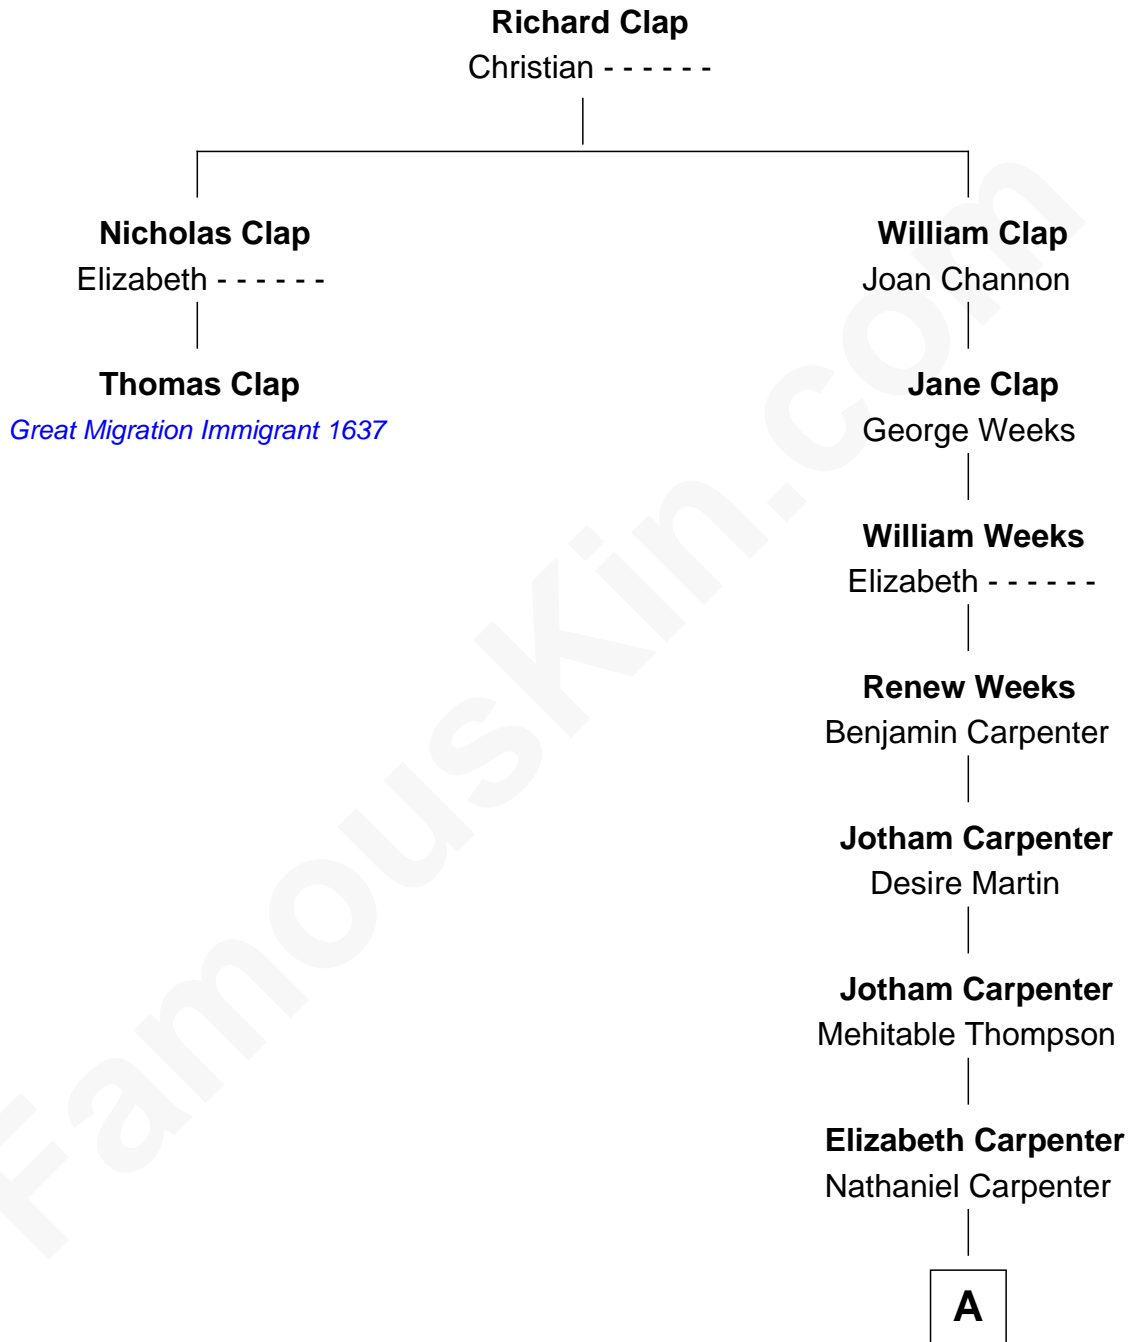 Richard Clap
Christian - - - - - -
Nicholas Clap
Elizabeth - - - - - -
Thomas Clap
Great Migration Immigrant 1637
William Clap
Joan Channon
Jane Clap
George Weeks
William Weeks
Elizabeth - - - - - -
Renew Weeks
Benjamin Carpenter
Jotham Carpenter
Desire Martin
Jotham Carpenter
Mehitable Thompson
Elizabeth Carpenter
Nathaniel Carpenter
A
FamousKin.com